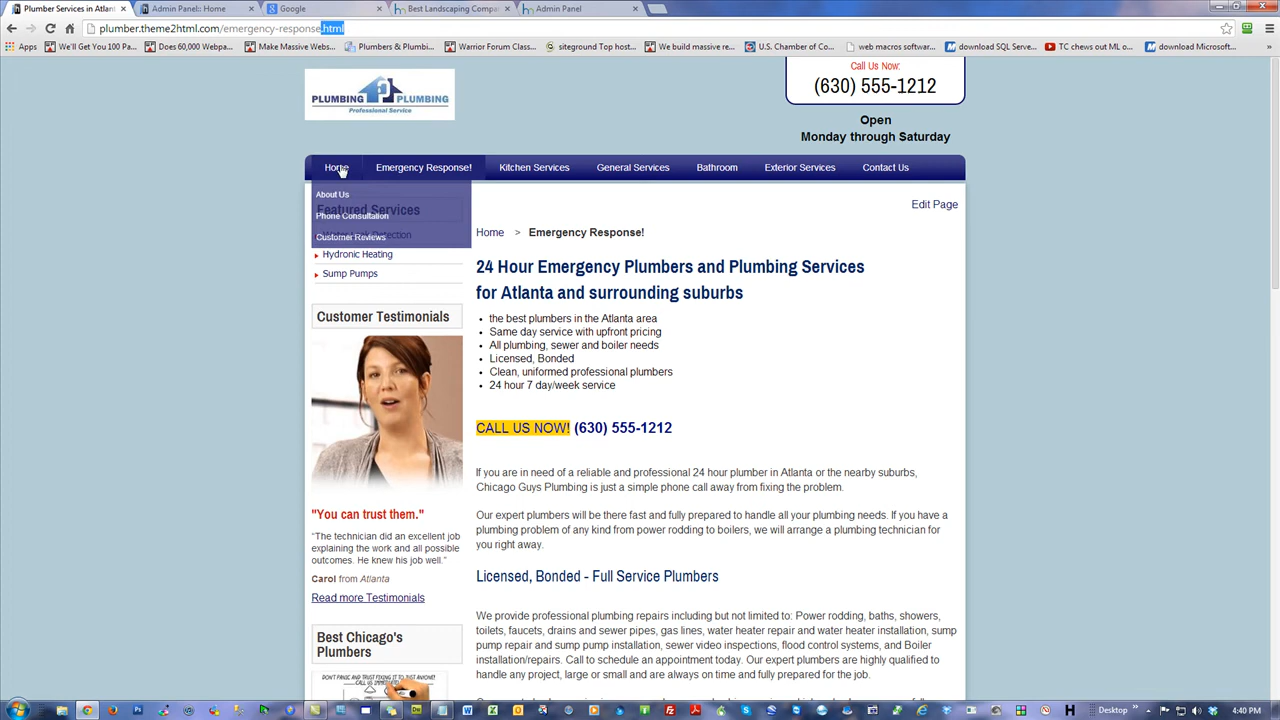 Plumber Services in Atlant
Admin Panel:: Home
Google
Best Landscaping Compa
Admin Panel
plumber.theme2html.com/emergency-response.html
Apps
We'll Get You 100 Pa...
Does 60,000 Webpa...
Make Massive Webs...
Plumbers & Plumbi...
Warrior Forum Class...
siteground Top host...
We build massive re...
U.S. Chamber of Co...
web macros softwar...
download SQL Serve...
TC chews out ML o...
download Microsoft...
PLUMBING PLUMBING
Professional Service
Call Us Now:
(630) 555-1212
Open
Monday through Saturday
Home
Emergency Response!
Kitchen Services
General Services
Bathroom
Exterior Services
Contact Us
About Us
Phone Consultation
Customer Reviews
Featured Services
Detection
Hydronic Heating
Sump Pumps
Edit Page
Home > Emergency Response!
24 Hour Emergency Plumbers and Plumbing Services
for Atlanta and surrounding suburbs
• the best plumbers in the Atlanta area
• Same day service with upfront pricing
• All plumbing, sewer and boiler needs
• Licensed, Bonded
• Clean, uniformed professional plumbers
• 24 hour 7 day/week service
CALL US NOW! (630) 555-1212
If you are in need of a reliable and professional 24 hour plumber in Atlanta or the nearby suburbs,
Chicago Guys Plumbing is just a simple phone call away from fixing the problem.
Our expert plumbers will be there fast and fully prepared to handle all your plumbing needs. If you have a
plumbing problem of any kind from power rodding to boilers, we will arrange a plumbing technician for
you right away.
Licensed, Bonded - Full Service Plumbers
We provide professional plumbing repairs including but not limited to: Power rodding, baths, showers,
toilets, faucets, drains and sewer pipes, gas lines, water heater repair and water heater installation, sump
pump repair and sump pump installation, sewer video inspections, flood control systems, and Boiler
installation/repairs. Call to schedule an appointment today. Our expert plumbers are highly qualified to
handle any project, large or small and are always on time and fully prepared for the job.
Customer Testimonials
"You can trust them."
“The technician did an excellent job
explaining the work and all possible
outcomes. He knew his job well.”
Carol from Atlanta
Read more Testimonials
Best Chicago's
Plumbers
DON'T PANIC AND TRUST FIXING IT TO JUST ANYONE!
CALL US IMMEDIATELY
Desktop
4:40 PM